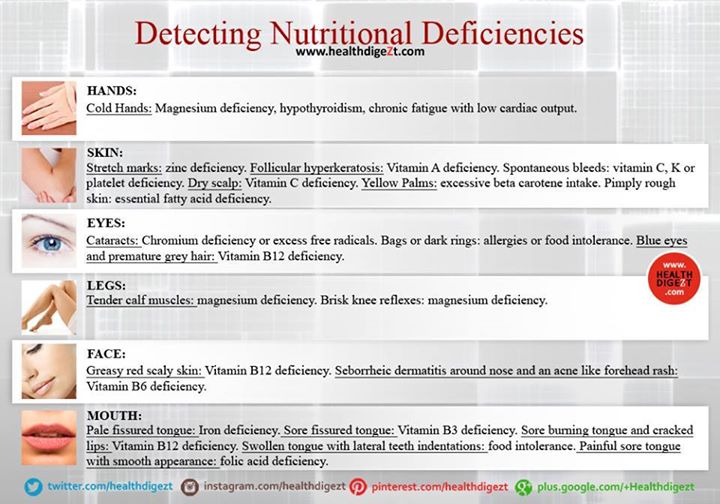 Detecting Nutritional Deficiencies
www.healthdigeZt.com
HANDS:
Cold Hands: Magnesium deficiency, hypothyroidism, chronic fatigue with low cardiac output.
SKIN:
Stretch marks: zinc deficiency. Follicular hyperkeratosis: Vitamin A deficiency. Spontaneous bleeds: vitamin C, K or
platelet deficiency. Dry scalp: Vitamin C deficiency. Yellow Palms: excessive beta carotene intake. Pimply rough
skin: essential fatty acid deficiency.
EYES:
Cataracts: Chromium deficiency or excess free radicals. Bags or dark rings: allergies or food intolerance. Blue eyes
and premature grey hair: Vitamin B12 deficiency.
www.
HEALTH
DIGEZT
.com
LEGS:
Tender calf muscles: magnesium deficiency. Brisk knee reflexes: magnesium deficiency.
FACE:
Greasy red scaly skin: Vitamin B12 deficiency. Seborrheic dermatitis around nose and an acne like forehead rash:
Vitamin B6 deficiency.
MOUTH:
Pale fissured tongue: Iron deficiency. Sore fissured tongue: Vitamin B3 deficiency. Sore burning tongue and cracked
lips: Vitamin B12 deficiency. Swollen tongue with lateral teeth indentations: food intolerance. Painful sore tongue
with smooth appearance: folic acid deficiency.
twitter.com/healthdigezt instagram.com/healthdigezt pinterest.com/healthdigezt plus.google.com/+Healthdigezt